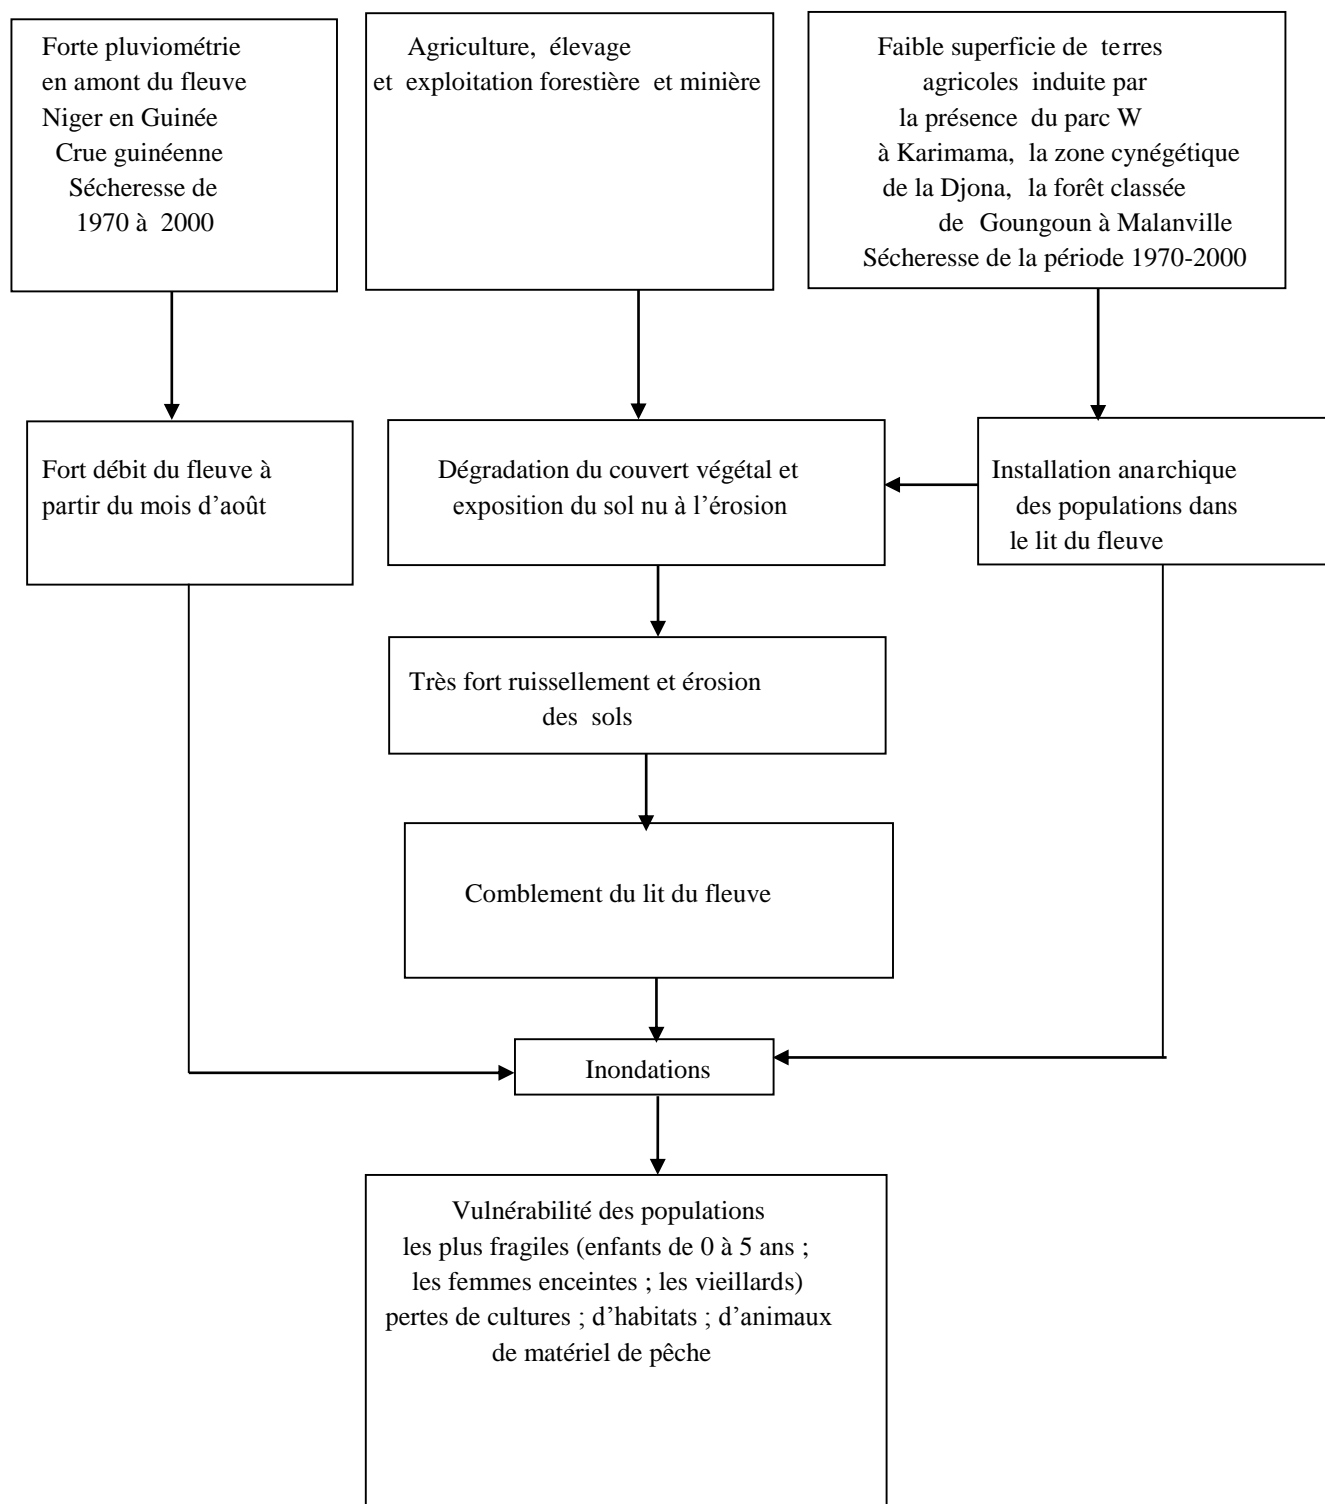 Forte pluviométrie
en amont du fleuve
Niger en Guinée
Crue guinéenne
Sécheresse de
1970 à 2000
Agriculture, élevage
et exploitation forestière et minière
Faible superficie de terres
agricoles induite par
la présence du parc W
à Karimama, la zone cynégétique
de la Djona, la forêt classée
de Goungoun à Malanville
Sécheresse de la période 1970-2000
Fort débit du fleuve à
partir du mois d’août
Dégradation du couvert végétal et
exposition du sol nu à l’érosion
Installation anarchique
des populations dans
le lit du fleuve
Très fort ruissellement et érosion
des sols
Comblement du lit du fleuve
Inondations
Vulnérabilité des populations
les plus fragiles (enfants de 0 à 5 ans ;
les femmes enceintes ; les vieillards)
pertes de cultures ; d’habitats ; d’animaux
de matériel de pêche